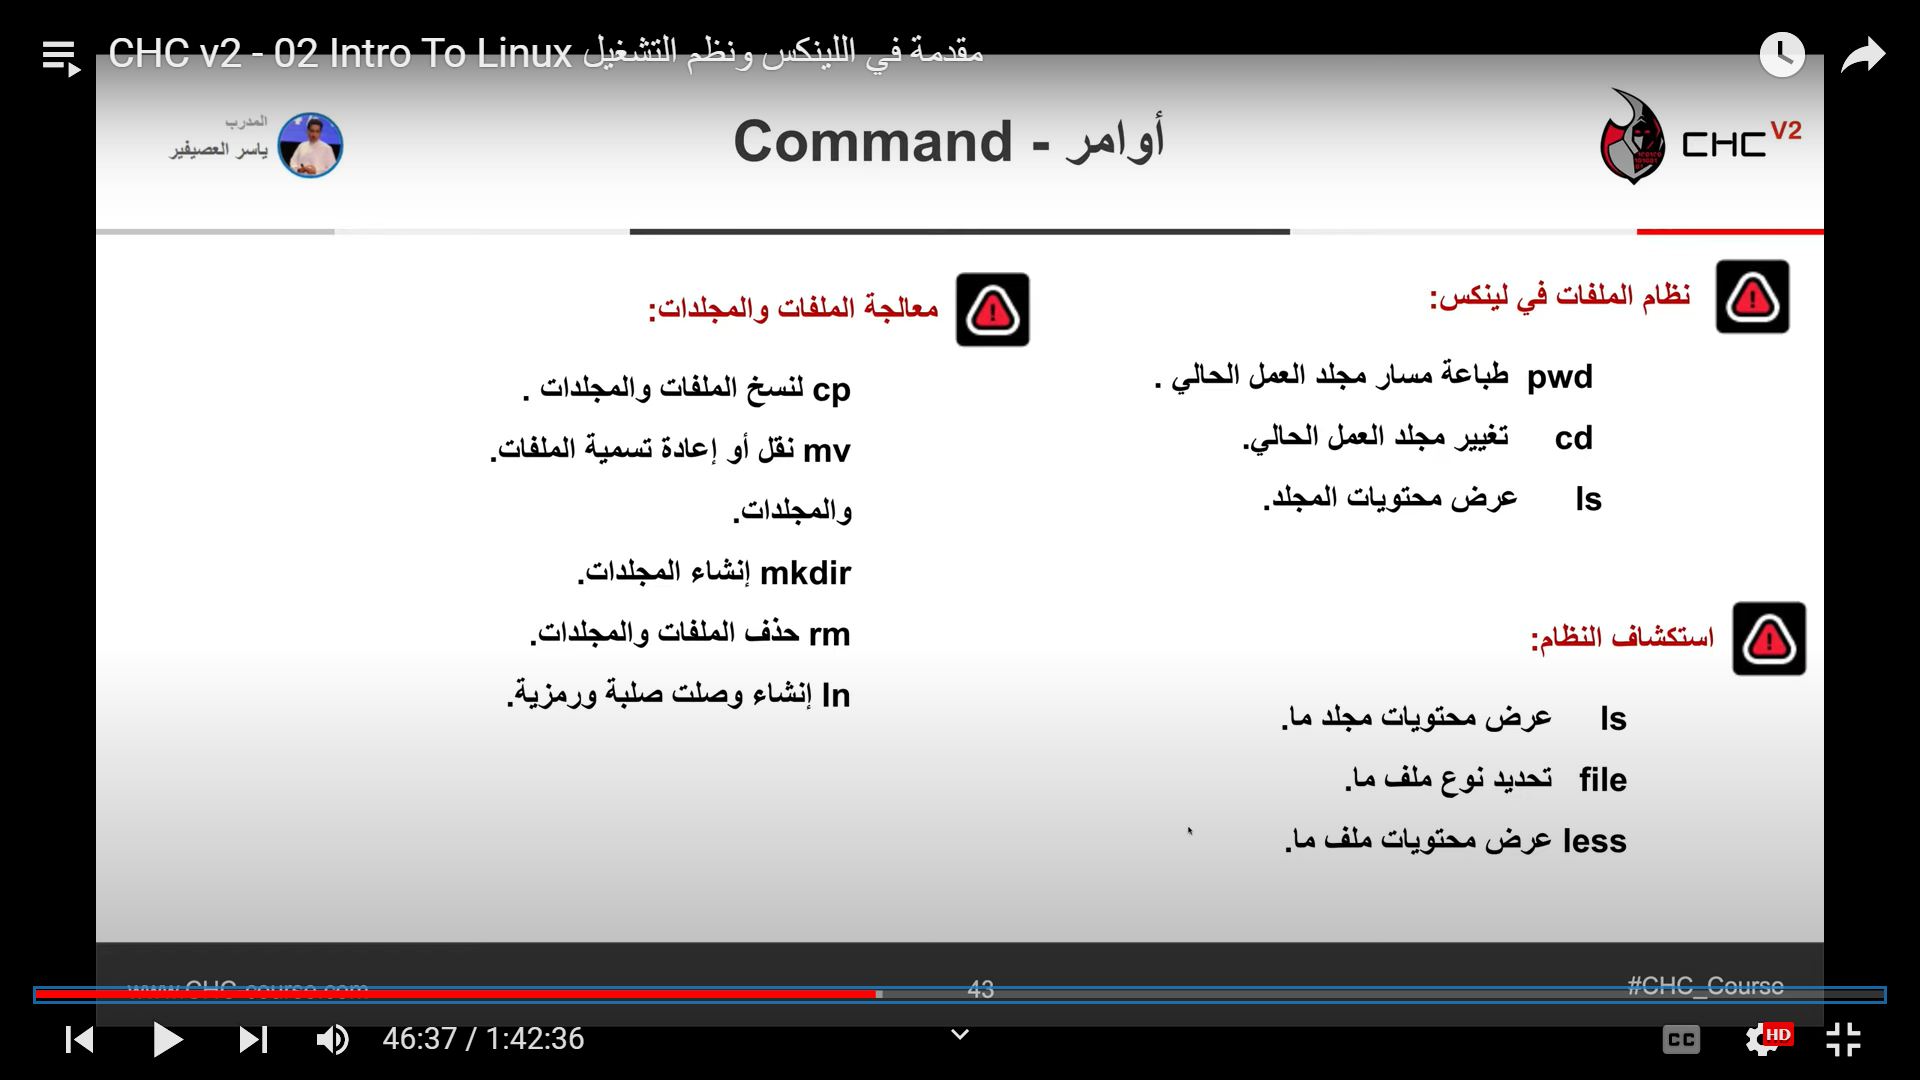 CHC v2 - 02 Intro To Linux مقدمة في اللينكس ونظم التشغيل
CHC V2
أوامر - Command
المدرب
ياسر العصيفير
نظام الملفات في لينكس:
pwd طباعة مسار مجلد العمل الحالي .
cd تغيير مجلد العمل الحالي.
ls عرض محتويات المجلد.
استكشاف النظام:
ls عرض محتويات مجلد ما.
file تحديد نوع ملف ما.
less عرض محتويات ملف ما.
معالجة الملفات والمجلدات:
cp لنسخ الملفات والمجلدات .
mv نقل أو إعادة تسمية الملفات.
والمجلدات.
mkdir إنشاء المجلدات.
rm حذف الملفات والمجلدات.
ln إنشاء وصلت صلبة ورمزية.
www.CHC-course.com
43
#CHC_Course
46:37 / 1:42:36
CC
HD